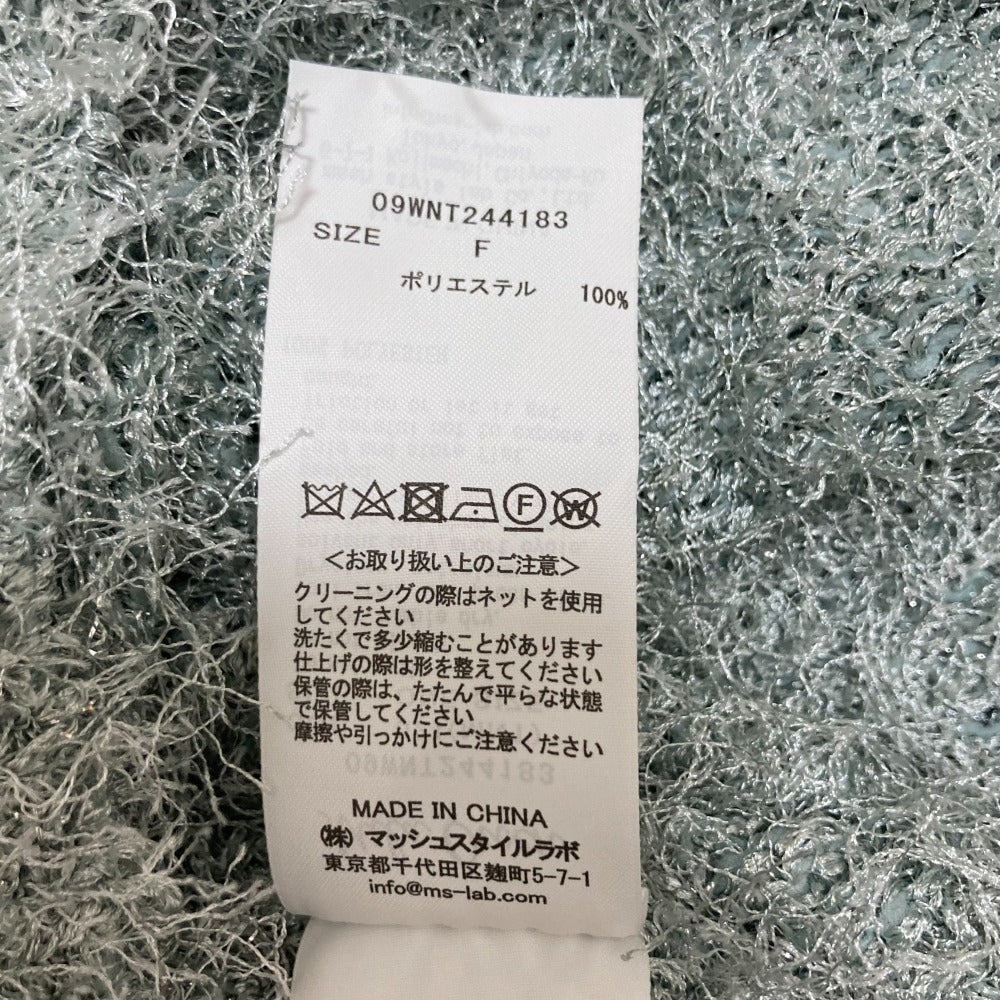 09WNT244183
SIZE F
ポリエステル 100%
F W
<お取り扱い上のご注意>
クリーニングの際はネットを使用
してください
洗たくで多少縮むことがあります
仕上げの際は形を整えてください
保管の際は、たたんで平らな状態
で保管してください
摩擦や引っかけにご注意ください
MADE IN CHINA
(株) マッシュスタイルラボ
東京都千代田区麹町5-7-1
info@ms-lab.com